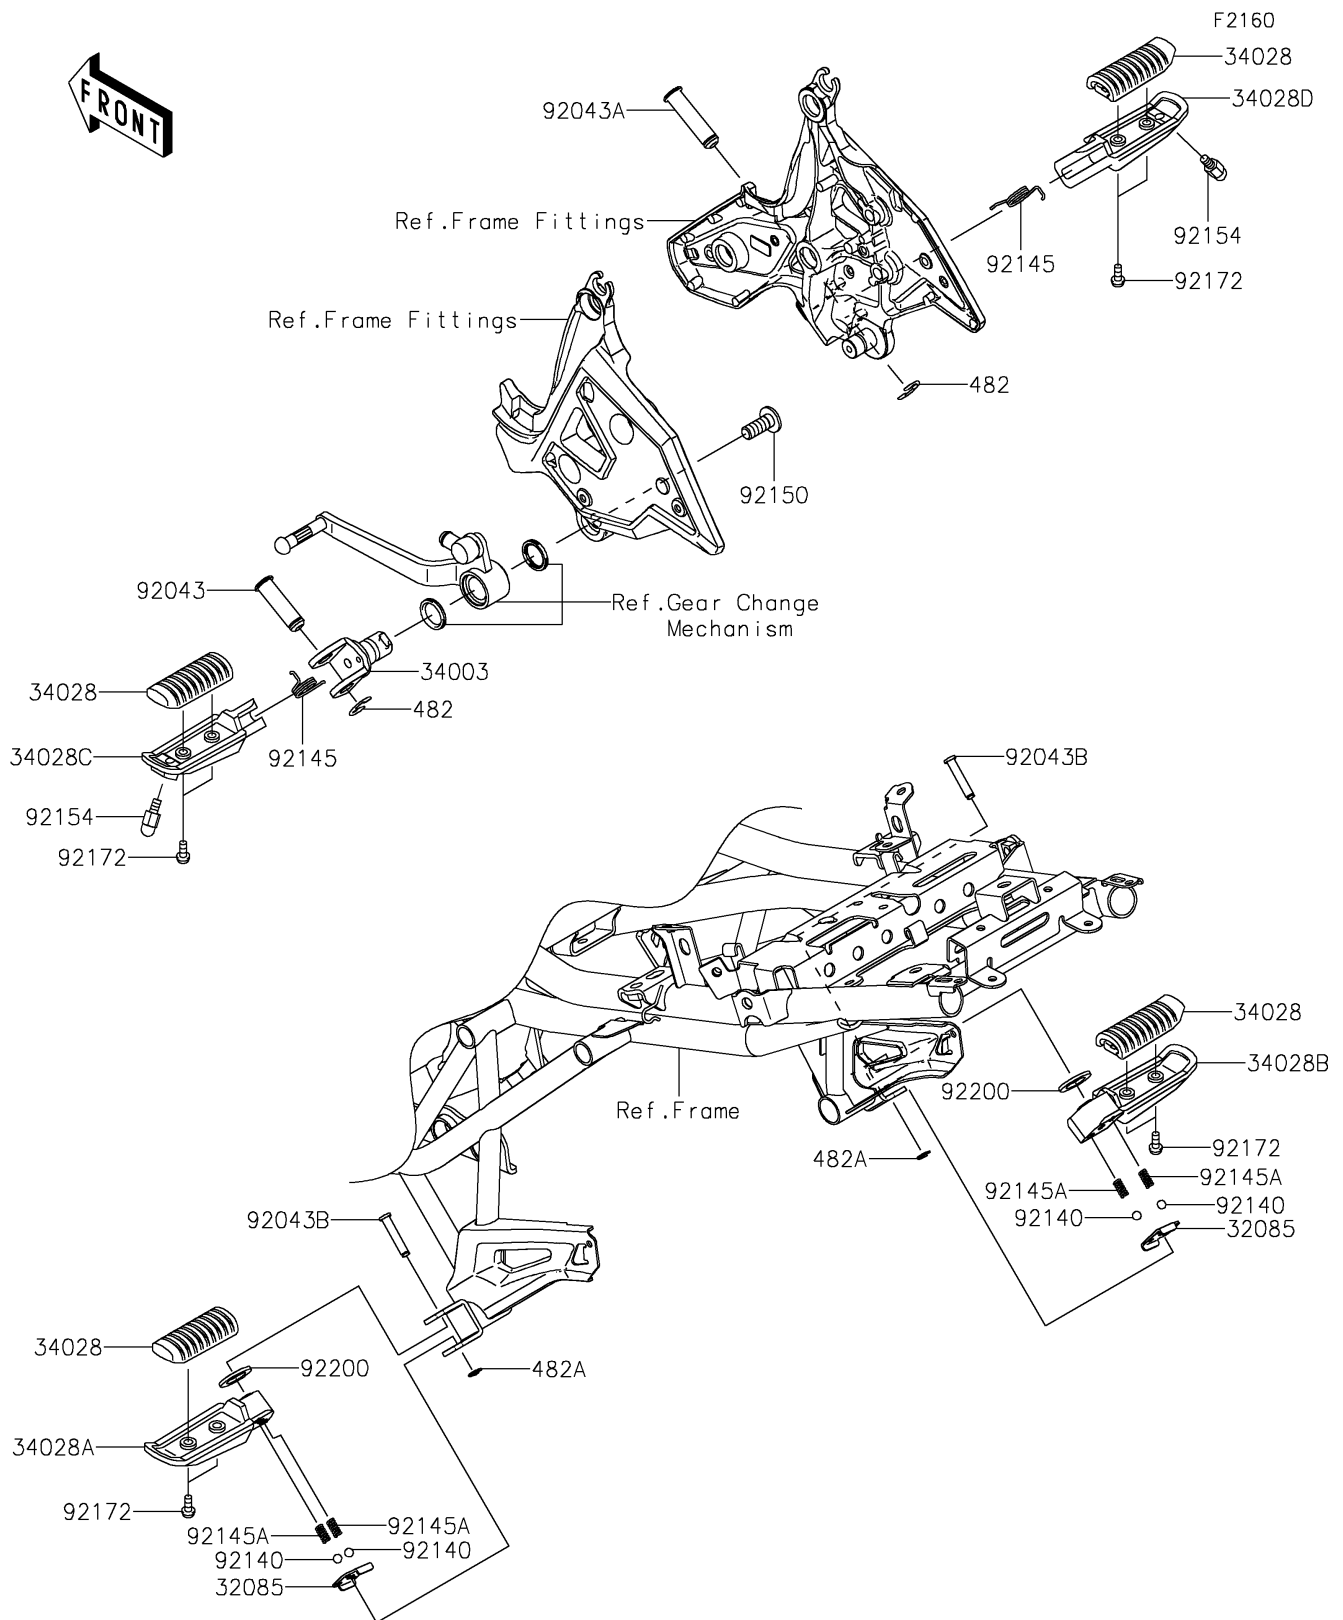 F2160
FRONT
34028
34028D
92043A
Ref.Frame Fittings
92154
92145
92172
Ref.Frame Fittings
482
92150
92043
Ref.Gear Change
Mechanism
34003
34028
482
34028C
92145
92043B
92154
92172
34028
34028B
92200
Ref.Frame
92172
482A
92145A
92145A
92140
92140
32085
92043B
34028
92200
482A
34028A
92172
92145A
92145A
92140
92140
32085